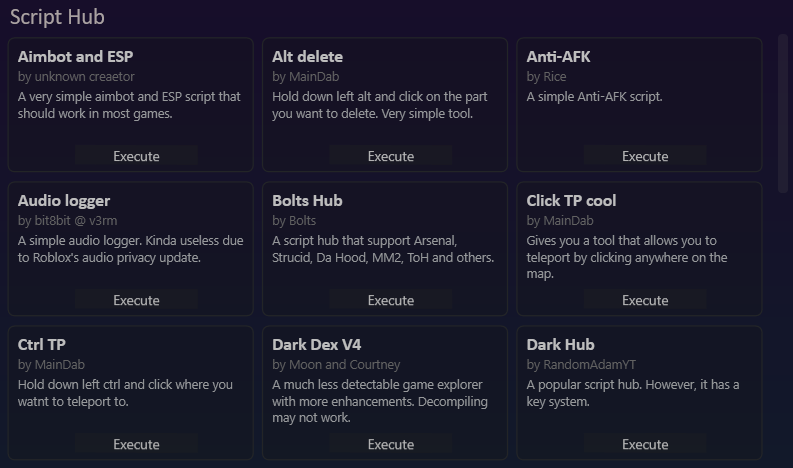 Script Hub
Aimbot and ESP
by unknown creaetor
A very simple aimbot and ESP script that
should work in most games.
Execute
Alt delete
by MainDab
Hold down left alt and click on the part
you want to delete. Very simple tool.
Execute
Anti-AFK
by Rice
A simple Anti-AFK script.
Execute
Audio logger
by bit8bit @ v3rm
A simple audio logger. Kinda useless due
to Roblox's audio privacy update.
Execute
Bolts Hub
by Bolts
A script hub that support Arsenal,
Strucid, Da Hood, MM2, ToH and others.
Execute
Click TP cool
by MainDab
Gives you a tool that allows you to
teleport by clicking anywhere on the
map.
Execute
Ctrl TP
by MainDab
Hold down left ctrl and click where you
watnt to teleport to.
Execute
Dark Dex V4
by Moon and Courtney
A much less detectable game explorer
with more enhancements. Decompiling
may not work.
Execute
Dark Hub
by RandomAdamYT
A popular script hub. However, it has a
key system.
Execute